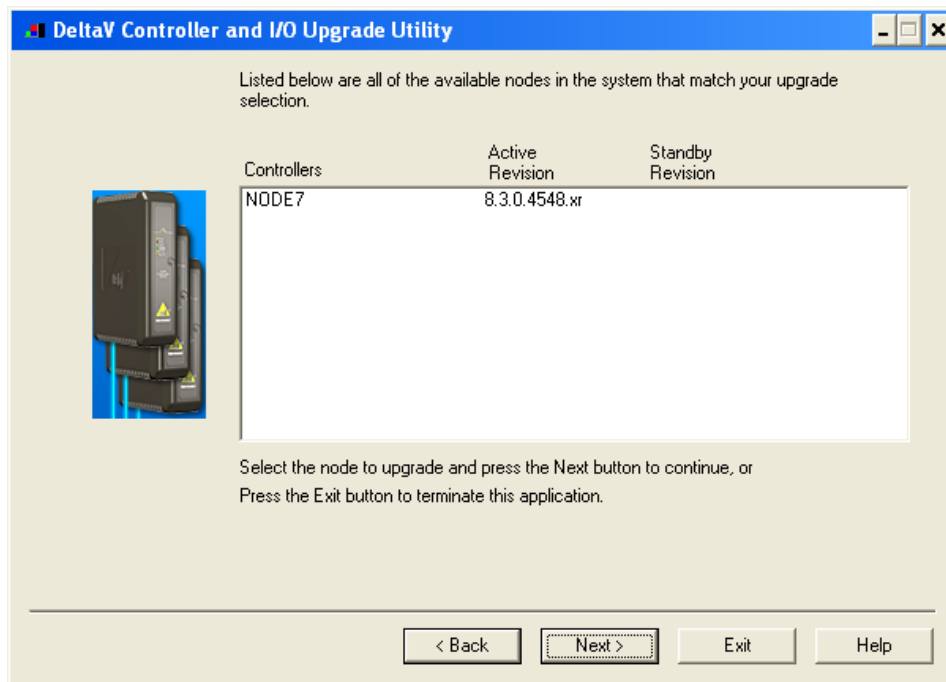 DeltaV Controller and I/O Upgrade Utility
Listed below are all of the available nodes in the system that match your upgrade
selection.
Controllers
Active
Revision
Standby
Revision
NODE7 8.3.0.4548.xr
Select the node to upgrade and press the Next button to continue, or
Press the Exit button to terminate this application.
< Back Next > Exit Help